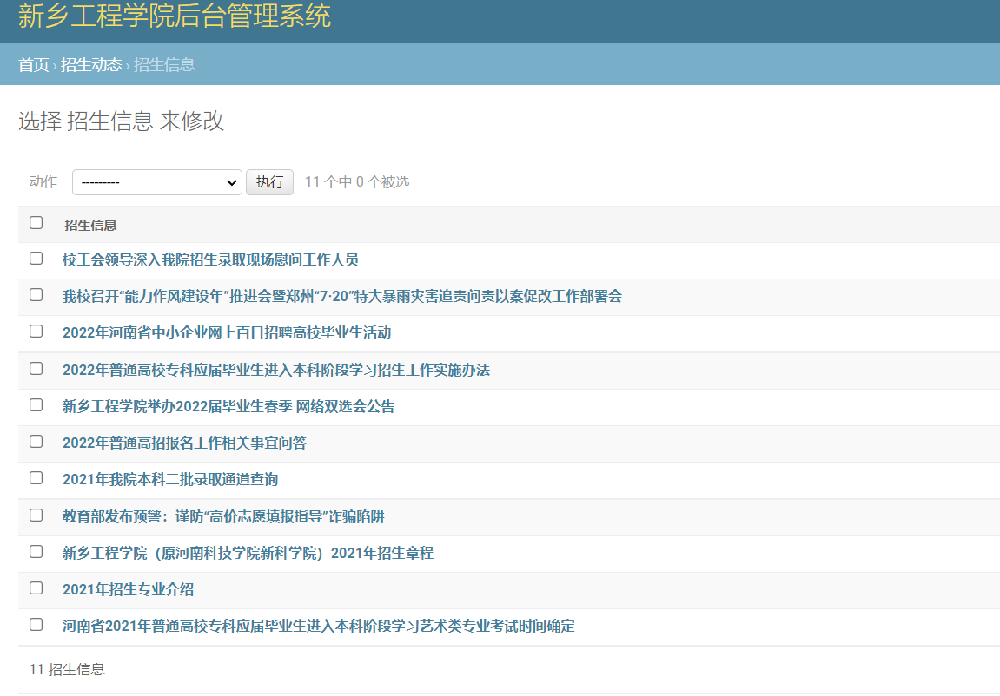 新乡工程学院后台管理系统
首页 › 招生动态 › 招生信息
选择 招生信息 来修改
动作 --------- 执行 11 个中 0 个被选
招生信息
校工会领导深入我院招生录取现场慰问工作人员
我校召开“能力作风建设年”推进会暨郑州“7·20”特大暴雨灾害追责问责以案促改工作部署会
2022年河南省中小企业网上百日招聘高校毕业生活动
2022年普通高校专科应届毕业生进入本科阶段学习招生工作实施办法
新乡工程学院举办2022届毕业生春季 网络双选会公告
2022年普通高招报名工作相关事宜问答
2021年我院本科二批录取通道查询
教育部发布预警：谨防“高价志愿填报指导”诈骗陷阱
新乡工程学院（原河南科技学院新科学院）2021年招生章程
2021年招生专业介绍
河南省2021年普通高校专科应届毕业生进入本科阶段学习艺术类专业考试时间确定
11 招生信息